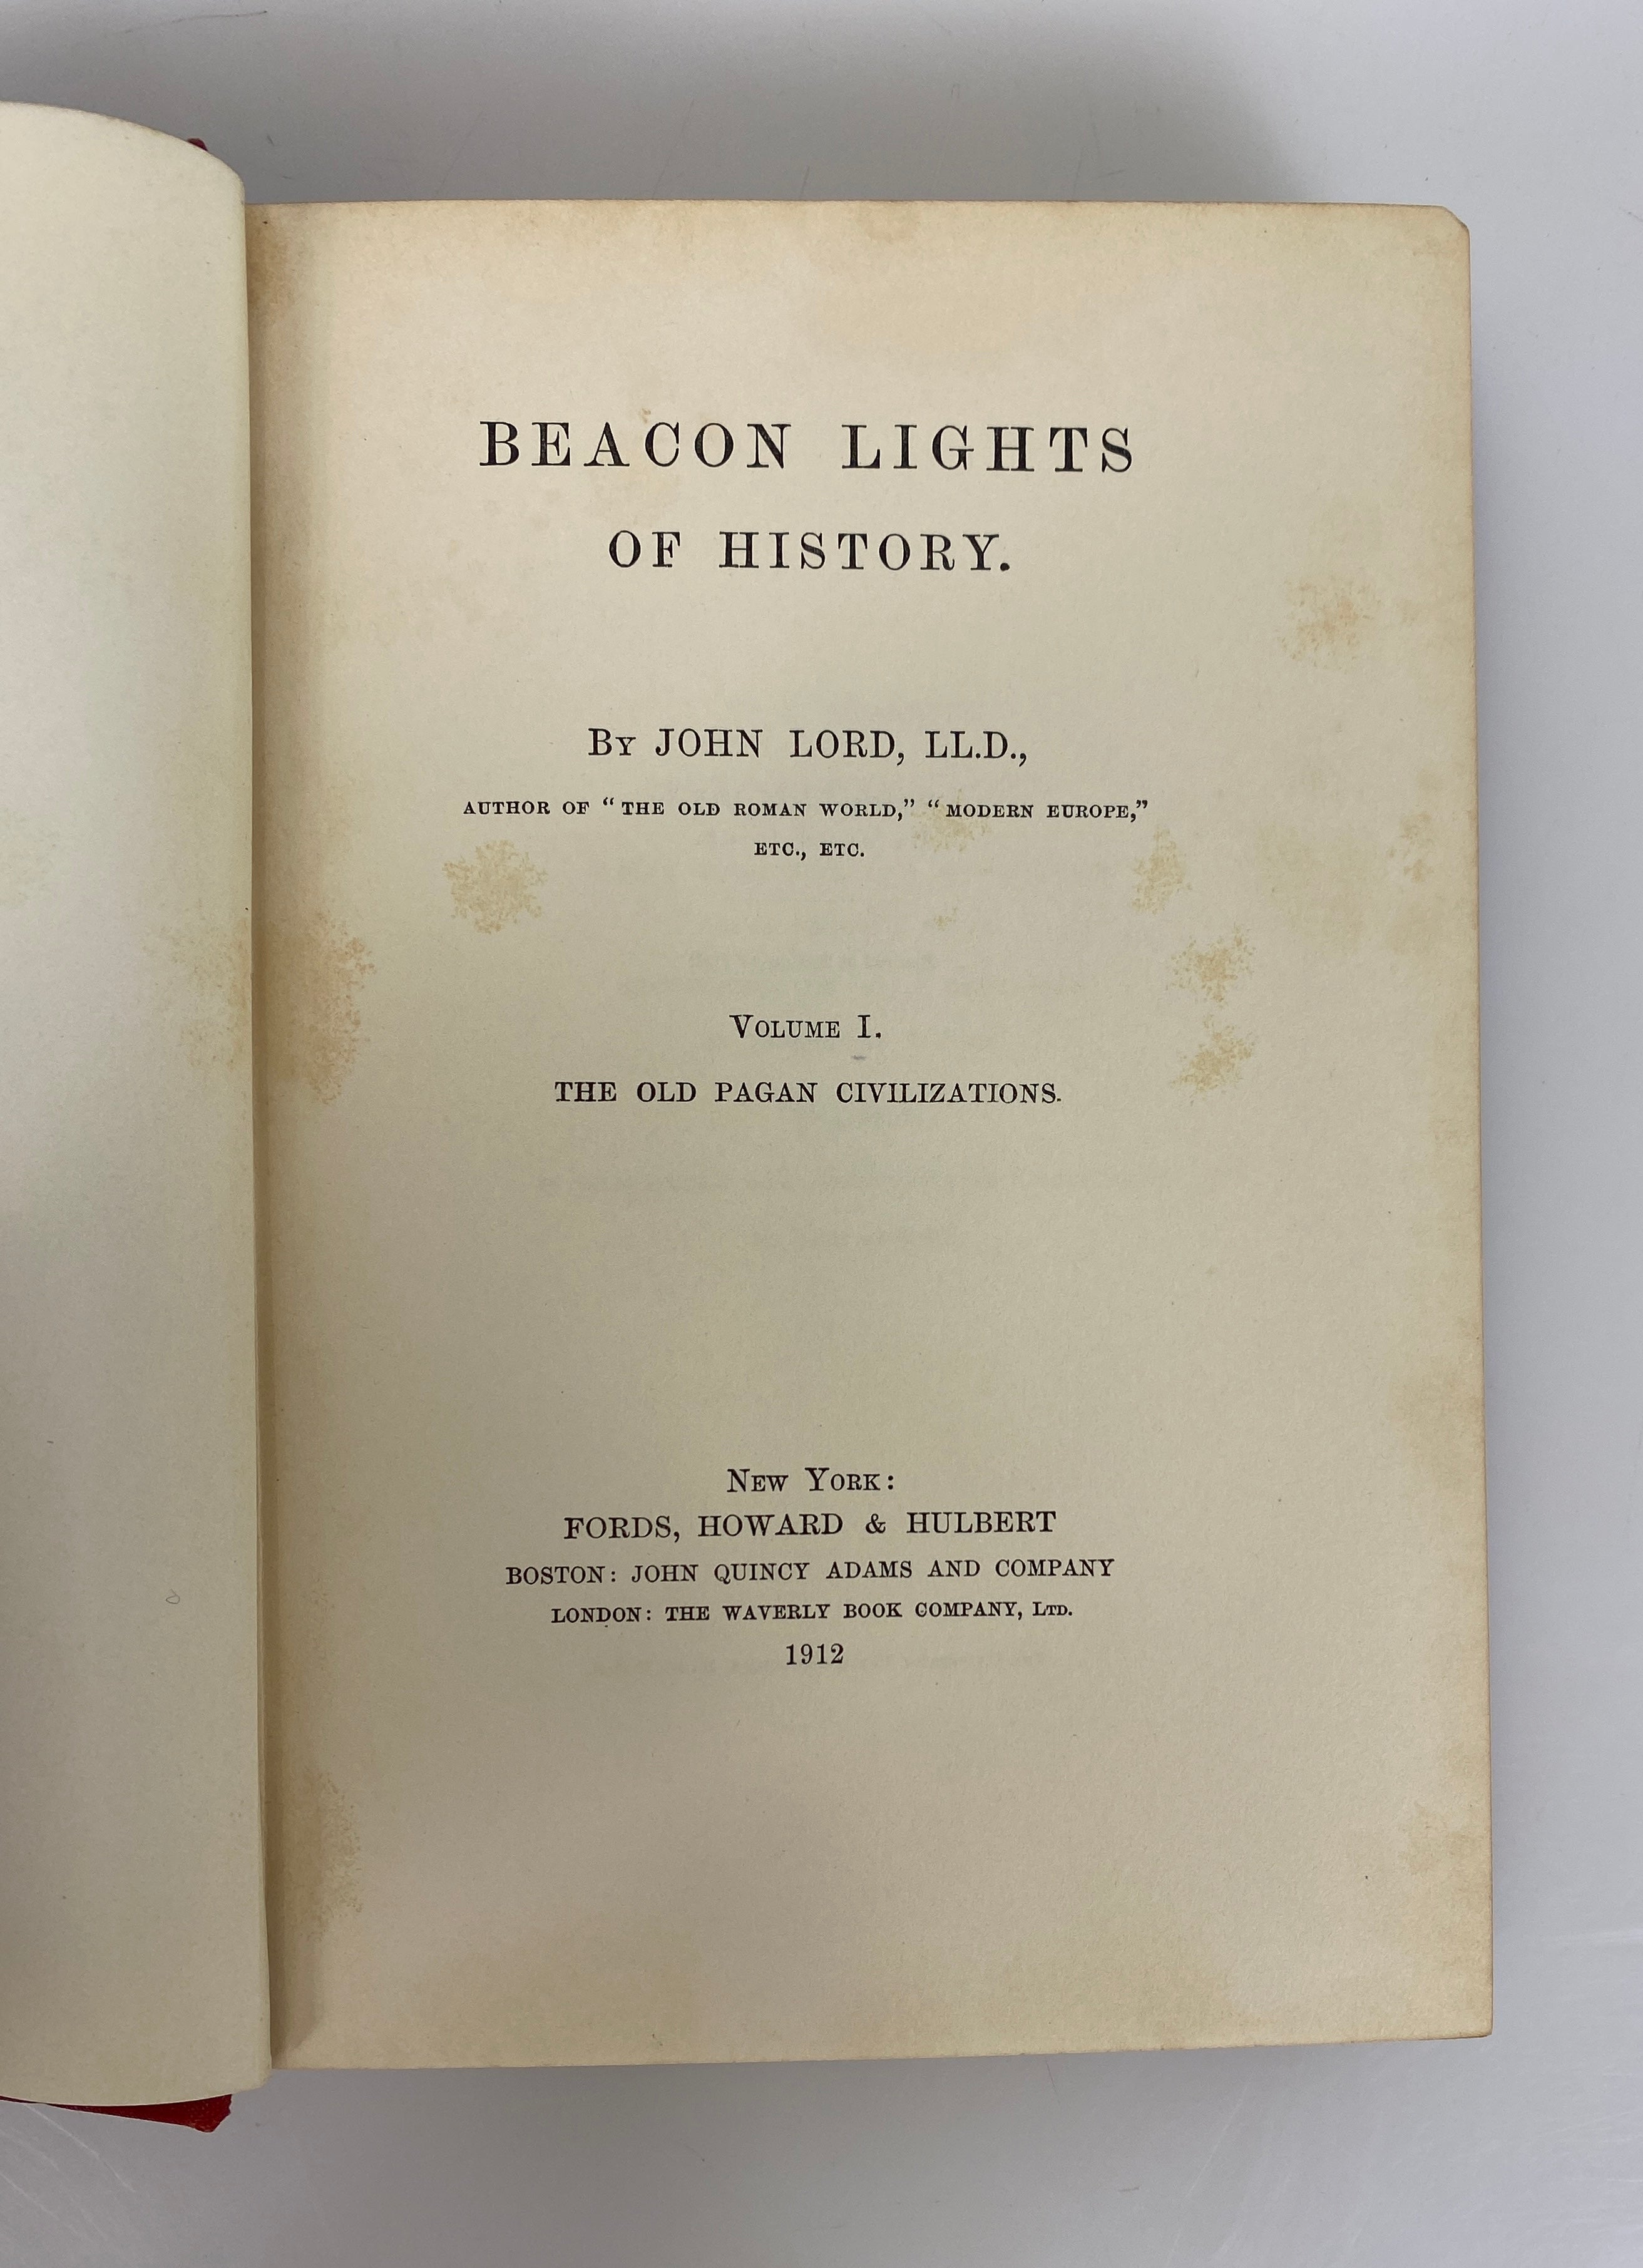 BEACON LIGHTS
OF HISTORY.
By JOHN LORD, LL.D.,
AUTHOR OF “THE OLD ROMAN WORLD,” “MODERN EUROPE,”
ETC., ETC.
Volume I.
THE OLD PAGAN CIVILIZATIONS.
New York:
FORDS, HOWARD & HULBERT
BOSTON: JOHN QUINCY ADAMS AND COMPANY
LONDON: THE WAVERLY BOOK COMPANY, Ltd.
1912